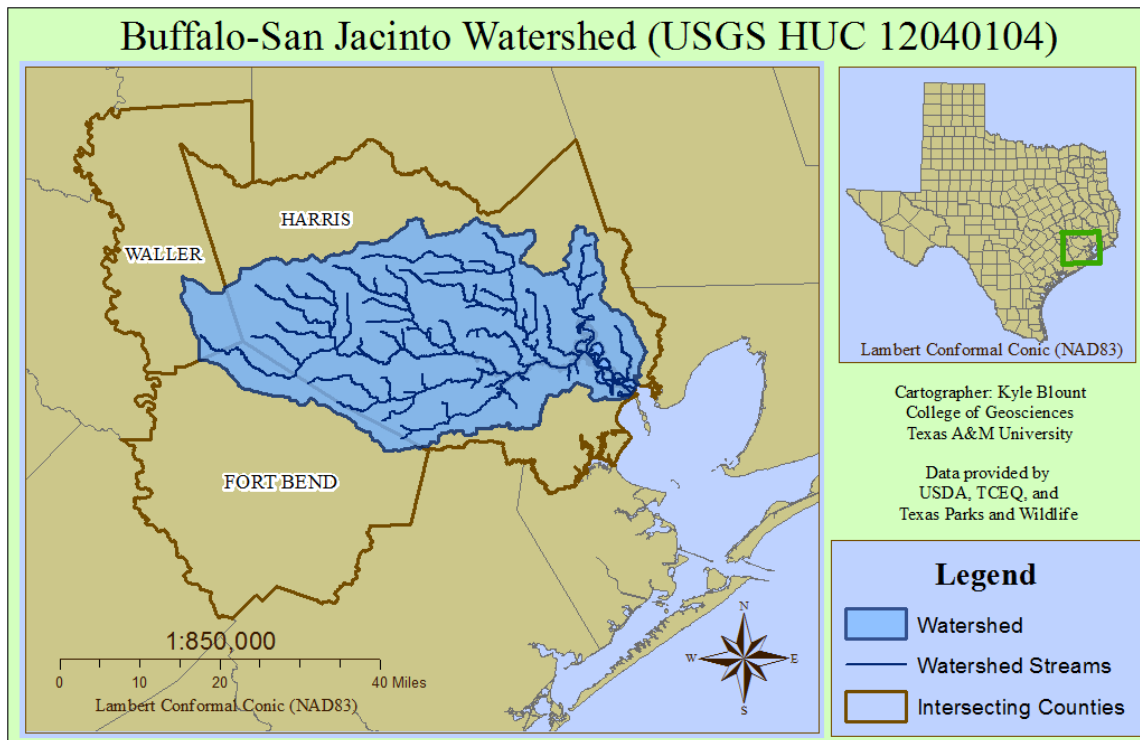 Buffalo-San Jacinto Watershed (USGS HUC 12040104)
HARRIS
WALLER
FORT BEND
1:850,000
0 10 20 40 Miles
Lambert Conformal Conic (NAD83)
N
W E
S
Lambert Conformal Conic (NAD83)
Cartographer: Kyle Blount
College of Geosciences
Texas A&M University
Data provided by
USDA, TCEQ, and
Texas Parks and Wildlife
Legend
Watershed
Watershed Streams
Intersecting Counties